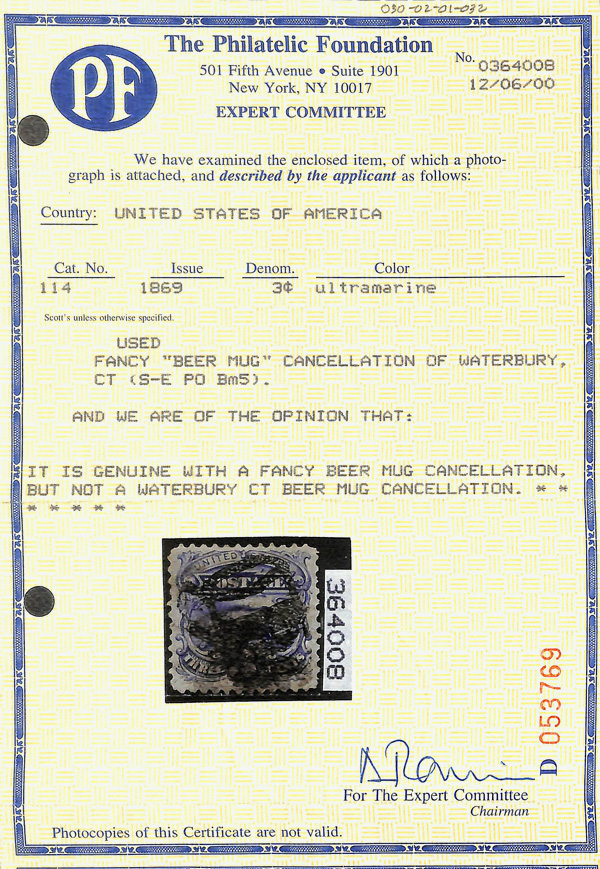 030-02-01-032
PF
The Philatelic Foundation
501 Fifth Avenue • Suite 1901
New York, NY 10017
EXPERT COMMITTEE
No. 0364008
12/06/00
We have examined the enclosed item, of which a photo-
graph is attached, and described by the applicant as follows:
Country: UNITED STATES OF AMERICA
Cat. No. Issue Denom. Color
114 1869 3¢ ultramarine
Scott's unless otherwise specified.
USED
FANCY "BEER MUG" CANCELLATION OF WATERBURY,
CT (S-E PO Bm5).
AND WE ARE OF THE OPINION THAT:
IT IS GENUINE WITH A FANCY BEER MUG CANCELLATION,
BUT NOT A WATERBURY CT BEER MUG CANCELLATION. * *
* * * * *
UNITED
POSTAGE
364008
D 053769
For The Expert Committee
Chairman
Photocopies of this Certificate are not valid.